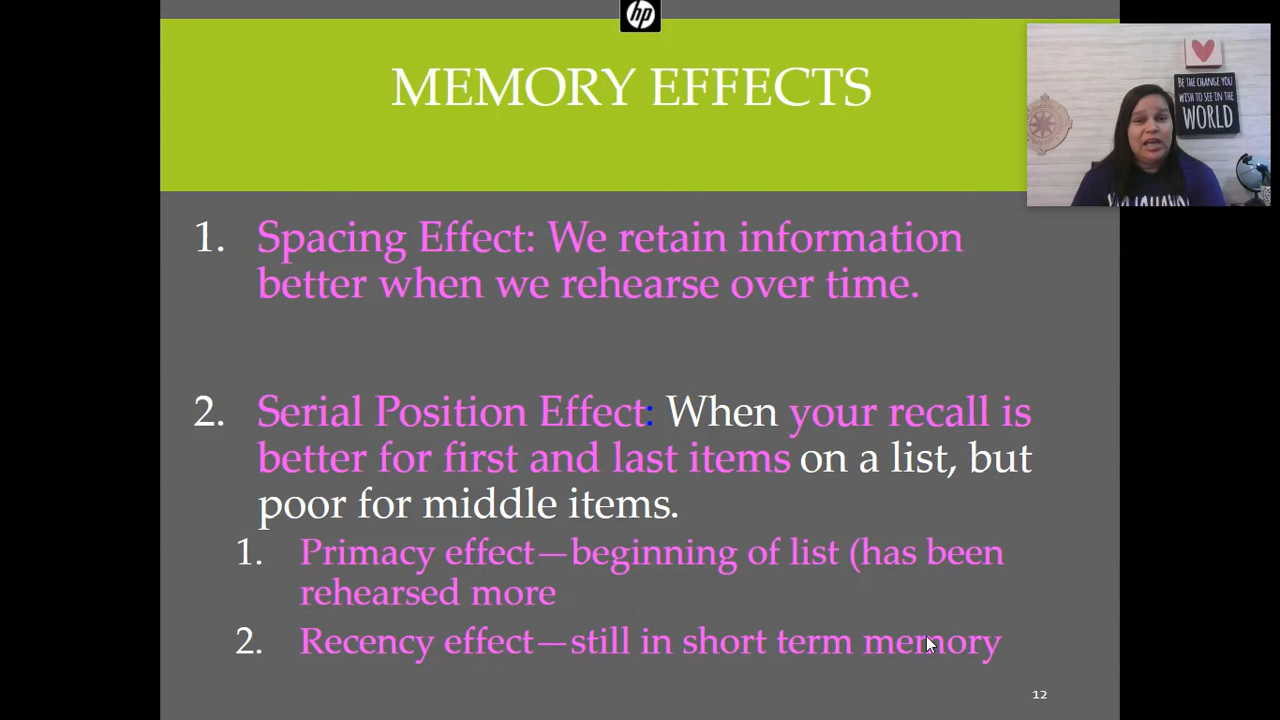 hp
MEMORY EFFECTS
BE THE CHANGE YOU
WISH TO SEE IN THE
WORLD
1. Spacing Effect: We retain information
better when we rehearse over time.
2. Serial Position Effect: When your recall is
better for first and last items on a list, but
poor for middle items.
1. Primacy effect—beginning of list (has been
rehearsed more
2. Recency effect—still in short term memory
12